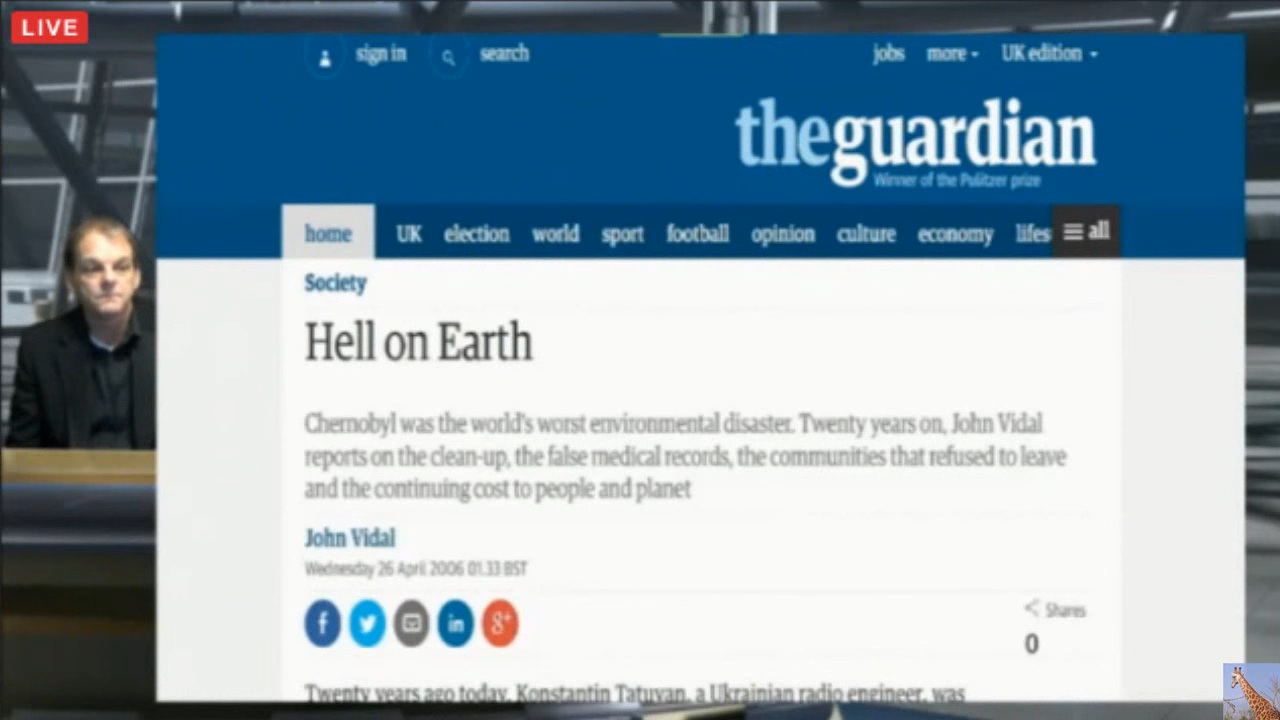 LIVE
sign in search jobs more UK edition
theguardian
Winner of the Pulitzer prize
home UK election world sport football opinion culture economy lifes all
Society
Hell on Earth
Chernobyl was the world's worst environmental disaster. Twenty years on, John Vidal
reports on the clean-up, the false medical records, the communities that refused to leave
and the continuing cost to people and planet
John Vidal
Wednesday 26 April 2006 01.33 BST
f in g+
Shares
0
Twenty years ago today, Konstantin Tatuyan, a Ukrainian radio engineer, was